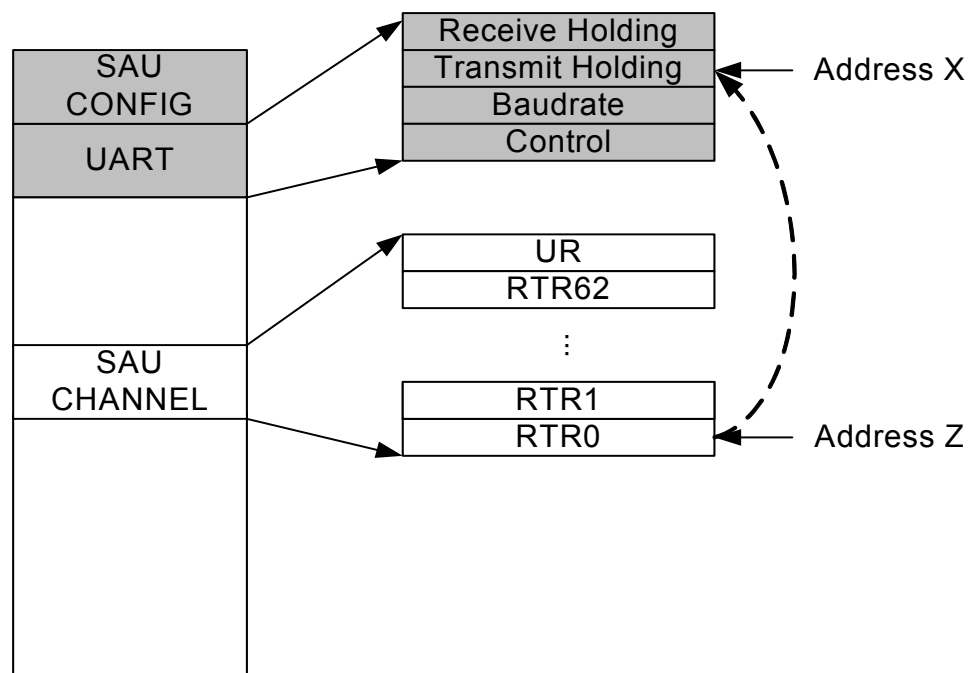 SAU
CONFIG
UART
SAU
CHANNEL
Receive Holding
Transmit Holding
Baudrate
Control
UR
RTR62
...
RTR1
RTR0
Address X
Address Z